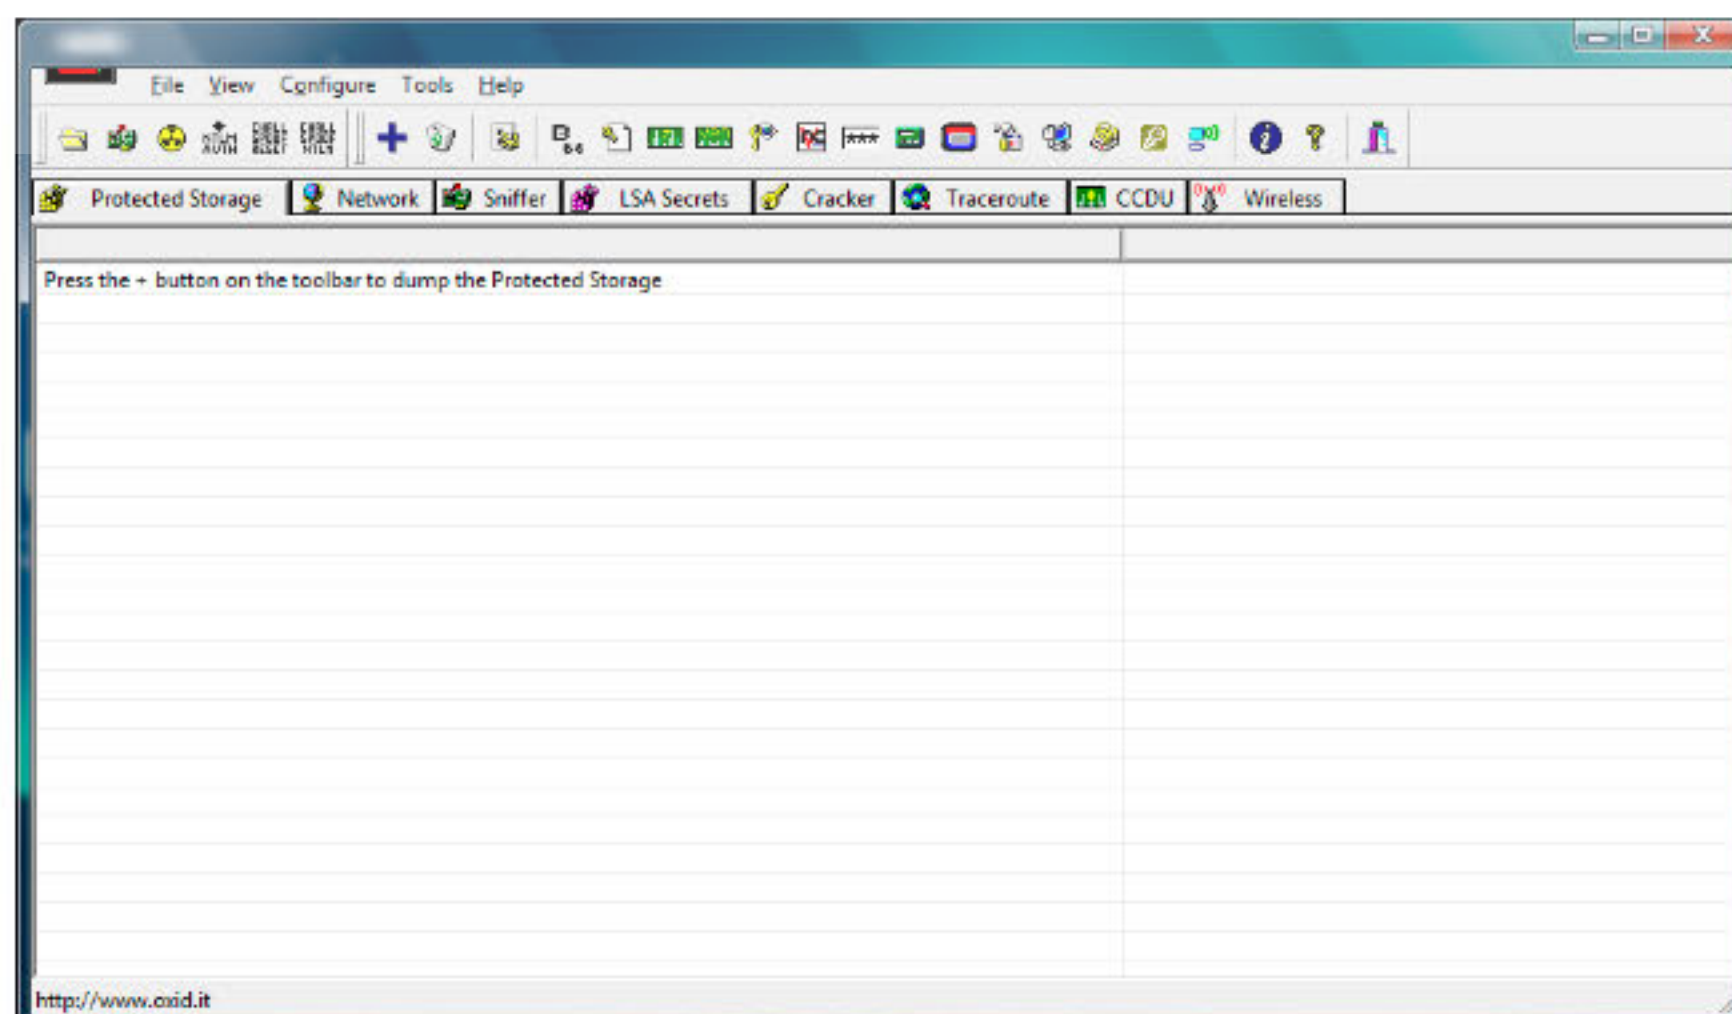 File View Configure Tools Help
Protected Storage Network Sniffer LSA Secrets Cracker Traceroute CCDU Wireless
Press the + button on the toolbar to dump the Protected Storage
http://www.oxid.it